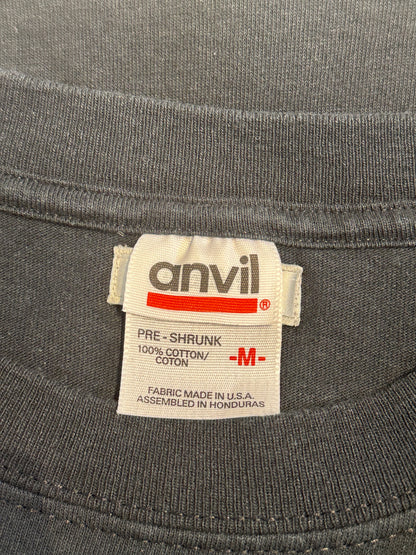 anvil®
PRE - SHRUNK
100% COTTON/
COTON
-M-
FABRIC MADE IN U.S.A.
ASSEMBLED IN HONDURAS